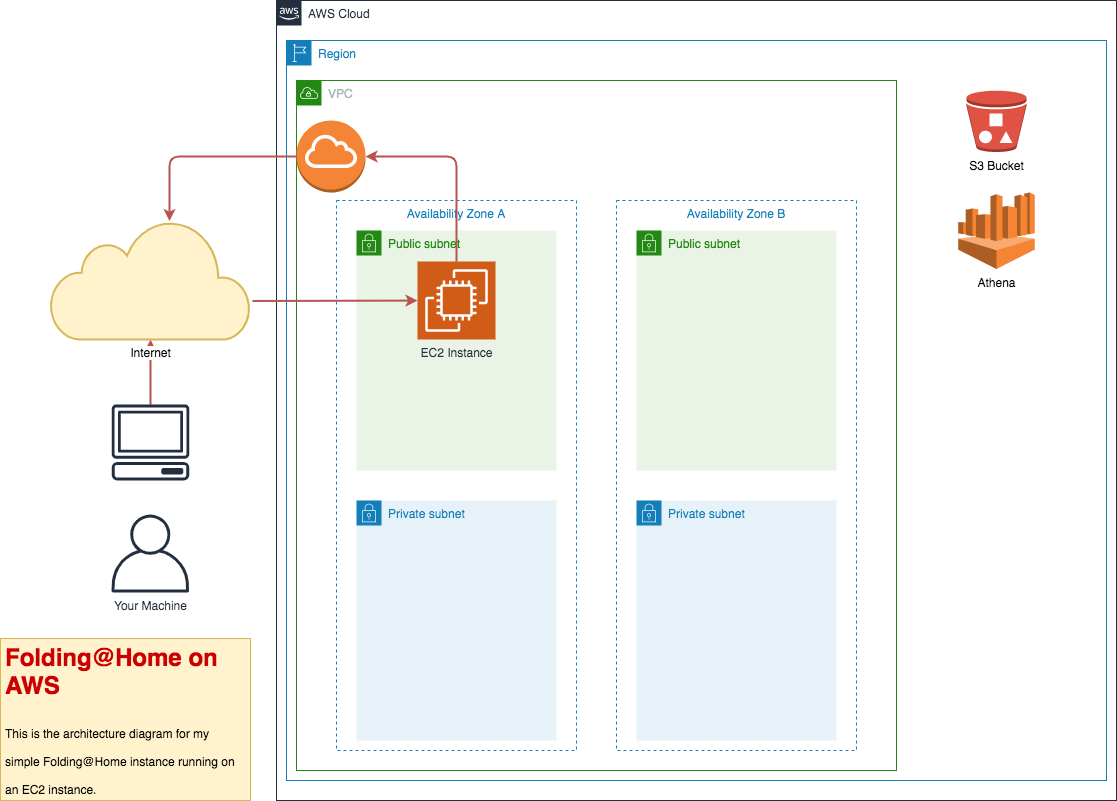 aws
AWS Cloud
Region
VPC
S3 Bucket
Athena
Availability Zone A
Availability Zone B
Public subnet
Public subnet
EC2 Instance
Internet
Private subnet
Private subnet
Your Machine
Folding@Home on
AWS
This is the architecture diagram for my
simple Folding@Home instance running on
an EC2 instance.